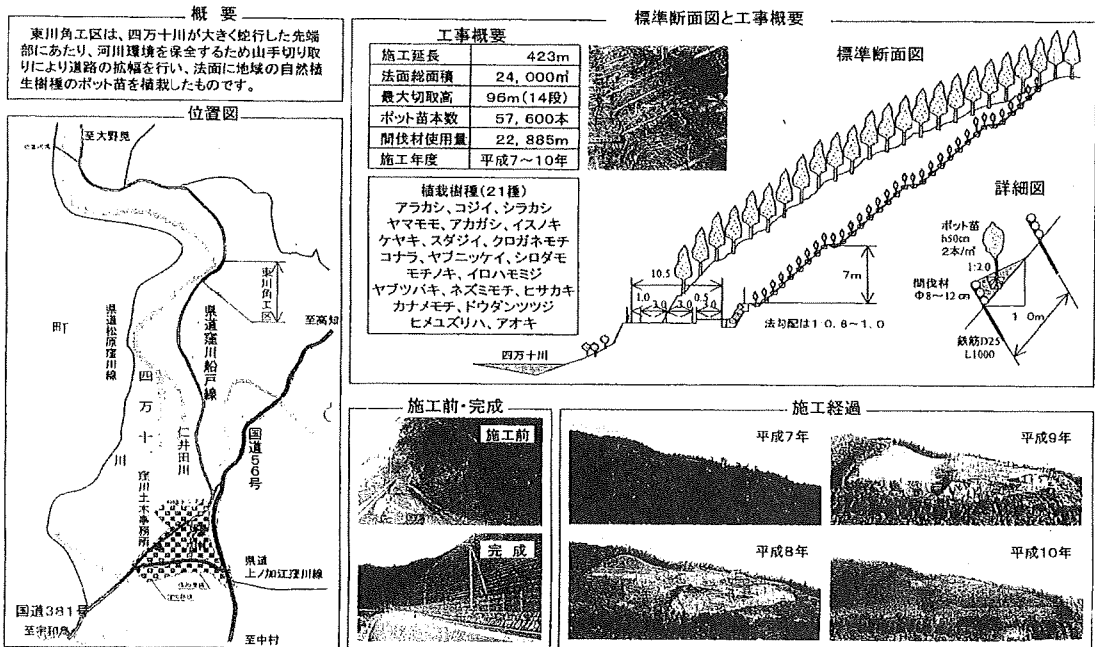 概要
東川角工区は、四万十川が大きく蛇行した先端
部にあたり、河川環境を保全するため山手切り取
りにより道路の拡幅を行い、法面に地域の自然植
生樹種のポット苗を植栽したものです。
位置図
至大野見
東川角工区
至高知
町
県道松原窪川線
県道窪川船戸線
四万十川
仁井田川
国道56号
窪川土木事務所
県道
上ノ加江窪川線
国道381号
至宇和島
至中村
標準断面図と工事概要
工事概要
施工延長 423m
法面総面積 24,000㎡
最大切取高 96m(14段)
ポット苗本数 57,600本
間伐材使用量 22,885m
施工年度 平成7～10年
植栽樹種(21種)
アラカシ、コジイ、シラカシ
ヤマモモ、アカガシ、イスノキ
ケヤキ、スダジイ、クロガネモチ
コナラ、ヤブニッケイ、シロダモ
モチノキ、イロハモミジ
ヤブツバキ、ネズミモチ、ヒサカキ
カナメモチ、ドウダンツツジ
ヒメユズリハ、アオキ
標準断面図
10.5
1.0
3.0
3.0
0.5
3.0
7m
法勾配は1:0.8～1.0
四万十川
詳細図
ポット苗
h50cm
2本/㎡
1:2.0
間伐材
Φ8～12cm
1.0m
鉄筋D25
L1000
施工前・完成
施工前
完成
施工経過
平成7年
平成9年
平成8年
平成10年